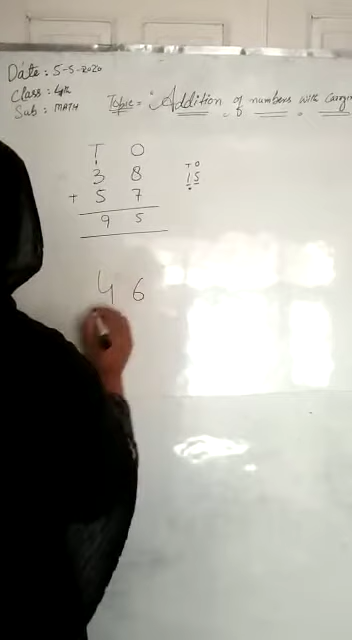 Date : 5-5-2020
Class : 4th
Sub : MATH
Topic = "Addition of numbers with Carrying
T O
3 8
+ 5 7
9 5
T O
1 5
4 6